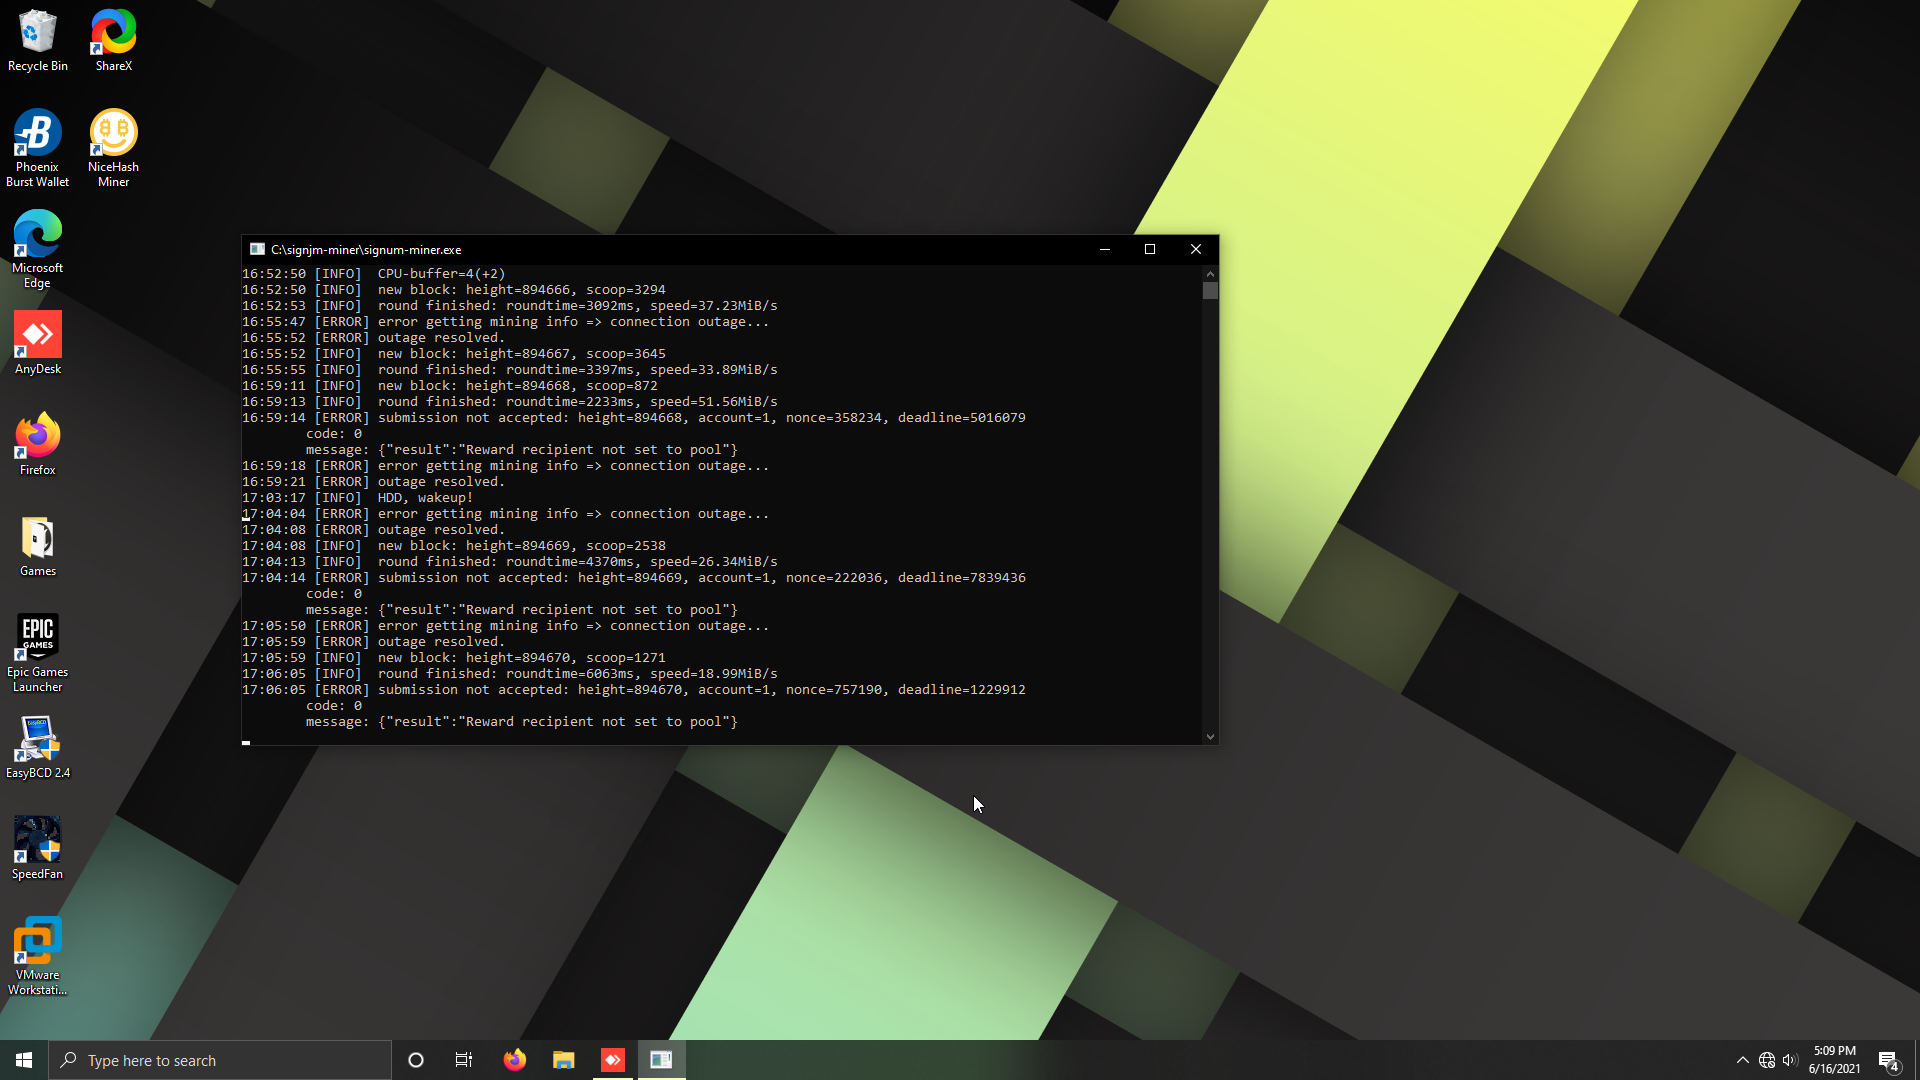 Recycle Bin
ShareX
Phoenix
Burst Wallet
NiceHash
Miner
Microsoft
Edge
AnyDesk
Firefox
Games
EPIC
GAMES
Epic Games
Launcher
EasyBCD 2.4
SpeedFan
VMware
Workstati...
C:\signjm-miner\signum-miner.exe
16:52:50 [INFO]  CPU-buffer=4(+2)
16:52:50 [INFO]  new block: height=894666, scoop=3294
16:52:53 [INFO]  round finished: roundtime=3092ms, speed=37.23MiB/s
16:55:47 [ERROR] error getting mining info => connection outage...
16:55:52 [ERROR] outage resolved.
16:55:52 [INFO]  new block: height=894667, scoop=3645
16:55:55 [INFO]  round finished: roundtime=3397ms, speed=33.89MiB/s
16:59:11 [INFO]  new block: height=894668, scoop=872
16:59:13 [INFO]  round finished: roundtime=2233ms, speed=51.56MiB/s
16:59:14 [ERROR] submission not accepted: height=894668, account=1, nonce=358234, deadline=5016079
code: 0
message: {"result":"Reward recipient not set to pool"}
16:59:18 [ERROR] error getting mining info => connection outage...
16:59:21 [ERROR] outage resolved.
17:03:17 [INFO]  HDD, wakeup!
17:04:04 [ERROR] error getting mining info => connection outage...
17:04:08 [ERROR] outage resolved.
17:04:08 [INFO]  new block: height=894669, scoop=2538
17:04:13 [INFO]  round finished: roundtime=4370ms, speed=26.34MiB/s
17:04:14 [ERROR] submission not accepted: height=894669, account=1, nonce=222036, deadline=7839436
code: 0
message: {"result":"Reward recipient not set to pool"}
17:05:50 [ERROR] error getting mining info => connection outage...
17:05:59 [ERROR] outage resolved.
17:05:59 [INFO]  new block: height=894670, scoop=1271
17:06:05 [INFO]  round finished: roundtime=6063ms, speed=18.99MiB/s
17:06:05 [ERROR] submission not accepted: height=894670, account=1, nonce=757190, deadline=1229912
code: 0
message: {"result":"Reward recipient not set to pool"}
Type here to search
5:09 PM
6/16/2021
4